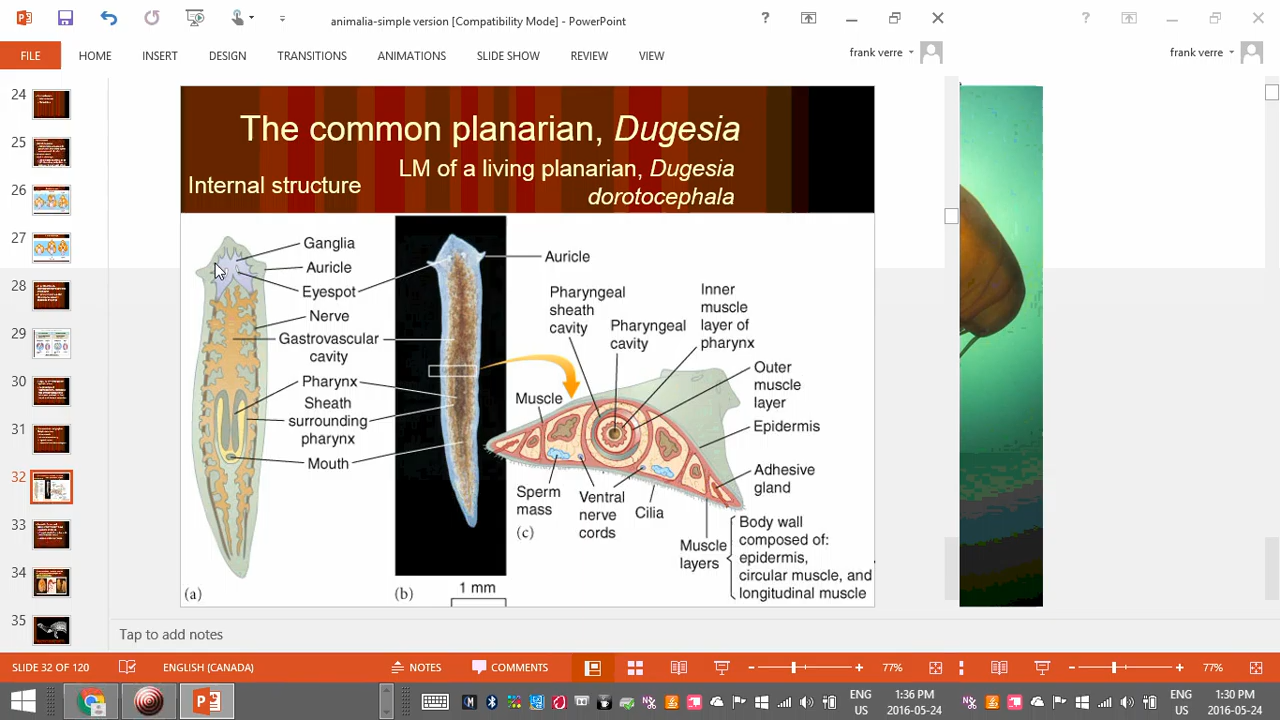 animalia-simple version [Compatibility Mode] - PowerPoint
FILE HOME INSERT DESIGN TRANSITIONS ANIMATIONS SLIDE SHOW REVIEW VIEW
frank verre
frank verre
24
25
26
27
28
29
30
31
32
33
34
35
The common planarian, Dugesia
Internal structure
LM of a living planarian, Dugesia
dorotocephala
Ganglia
Auricle
Eyespot
Nerve
Gastrovascular
cavity
Pharynx
Sheath
surrounding
pharynx
Mouth
(a)
Auricle
(b)
1 mm
Pharyngeal
sheath
cavity
Pharyngeal
cavity
Inner
muscle
layer of
pharynx
Outer
muscle
layer
Muscle
Epidermis
Adhesive
gland
Sperm
mass
Ventral
nerve
cords
Cilia
(c)
Muscle
layers
Body wall
composed of:
epidermis,
circular muscle, and
longitudinal muscle
Tap to add notes
SLIDE 32 OF 120 ENGLISH (CANADA) NOTES COMMENTS 77% 77%
ENG 1:36 PM
US 2016-05-24
ENG 1:30 PM
US 2016-05-24